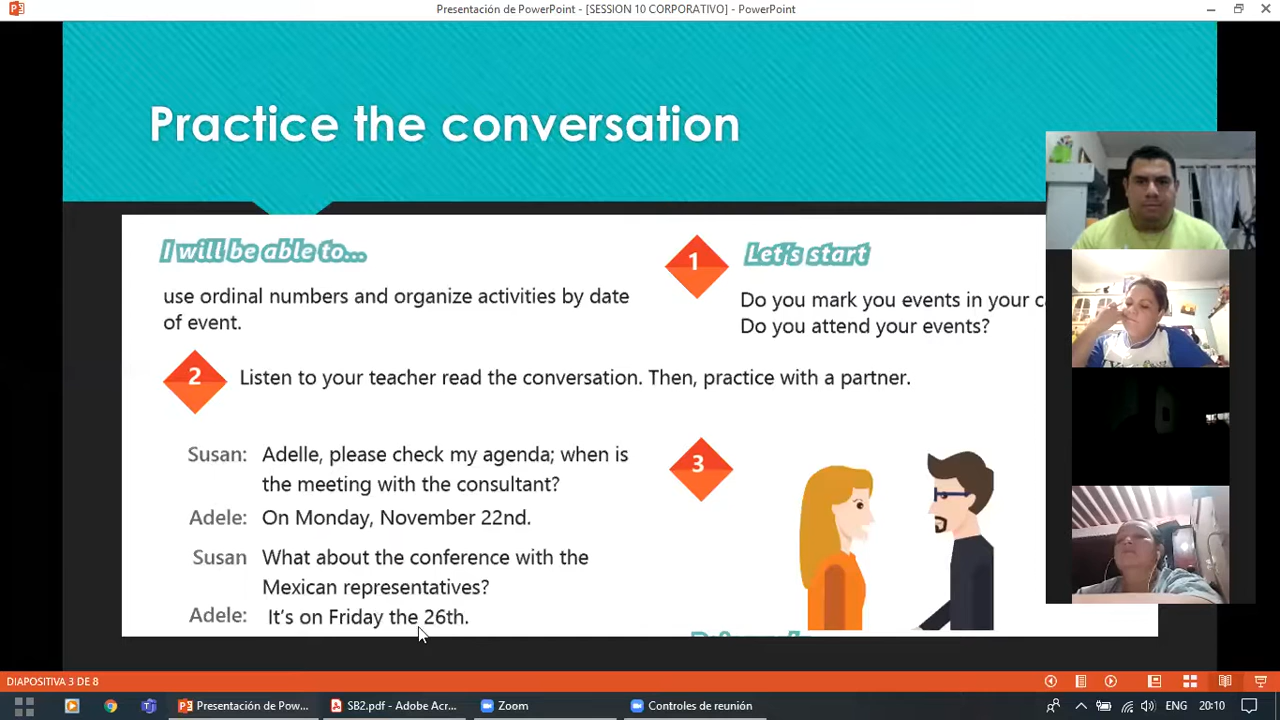 Presentación de PowerPoint - [SESSION 10 CORPORATIVO] - PowerPoint
Practice the conversation
I will be able to...
use ordinal numbers and organize activities by date
of event.
1
Let's start
Do you mark you events in your
Do you attend your events?
2
Listen to your teacher read the conversation. Then, practice with a partner.
Susan: Adelle, please check my agenda; when is
the meeting with the consultant?
Adele: On Monday, November 22nd.
Susan What about the conference with the
Mexican representatives?
Adele: It's on Friday the 26th.
3
DIAPOSITIVA 3 DE 8
Presentación de Pow...
SB2.pdf - Adobe Acr...
Zoom
Controles de reunión
ENG
20:10